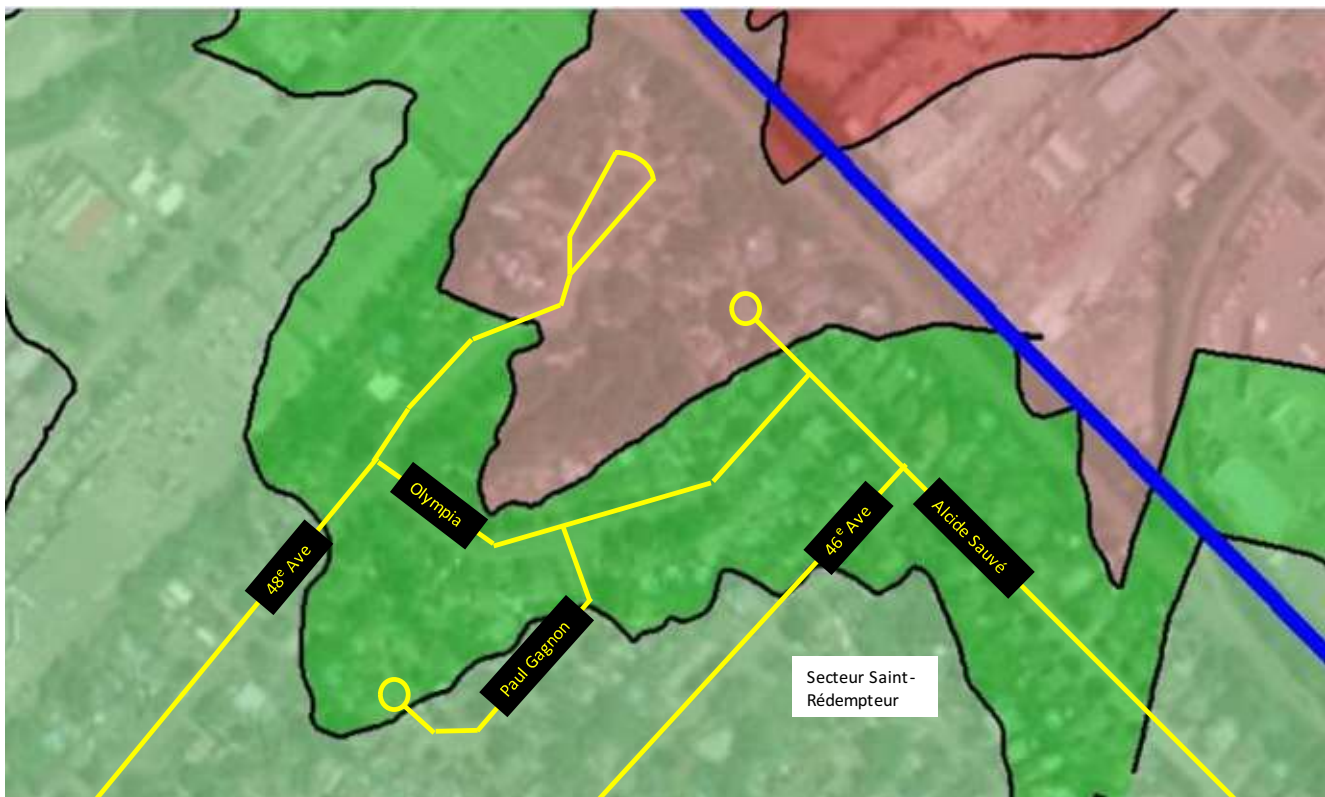 Olympia
48e Ave
46e Ave
Alcide Sauvé
Paul Gagnon
Secteur Saint-
Rédempteur